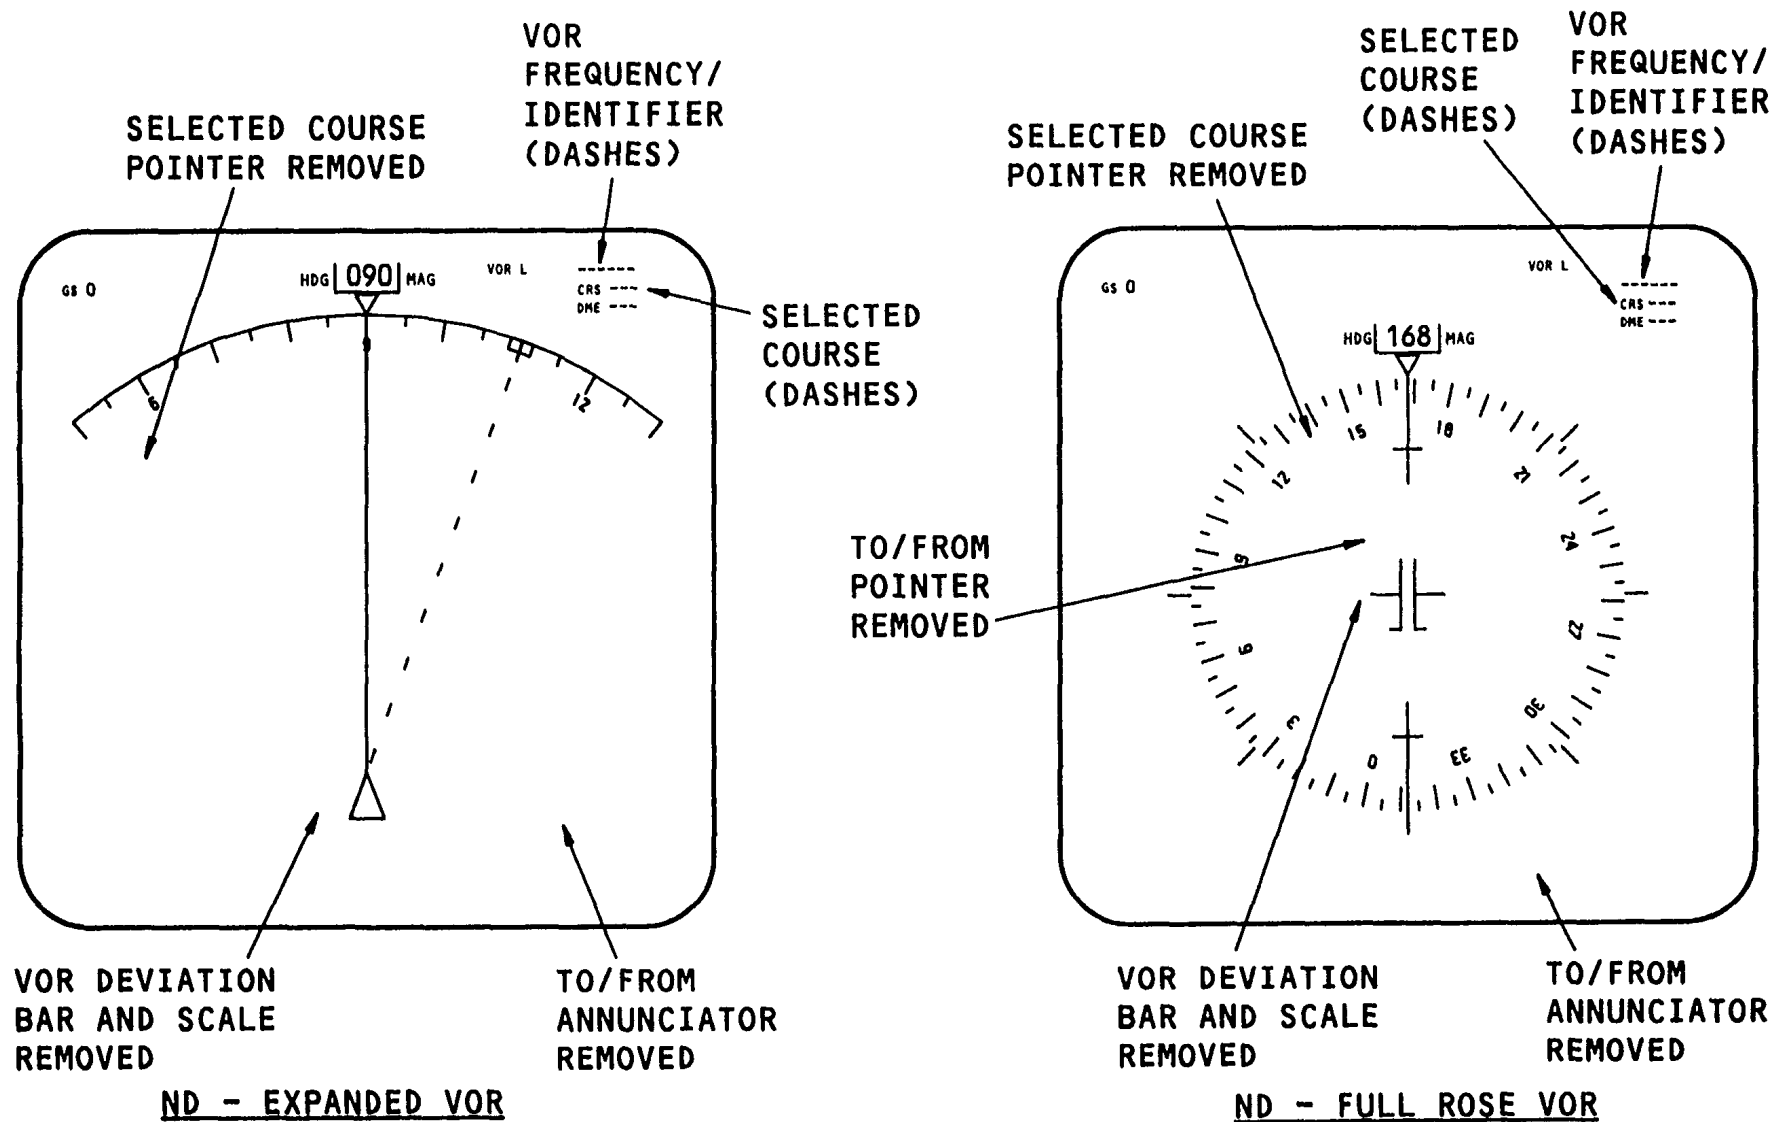 VOR
FREQUENCY/
IDENTIFIER
(DASHES)
SELECTED COURSE
POINTER REMOVED
GS 0
HDG 090 MAG
VOR L
------
CRS ---
DME ---
6
12
SELECTED
COURSE
(DASHES)
VOR DEVIATION
BAR AND SCALE
REMOVED
TO/FROM
ANNUNCIATOR
REMOVED
ND - EXPANDED VOR
SELECTED
COURSE
(DASHES)
VOR
FREQUENCY/
IDENTIFIER
(DASHES)
SELECTED COURSE
POINTER REMOVED
GS 0
VOR L
------
CRS ---
DME ---
HDG 168 MAG
15
18
12
21
9
24
6
27
3
30
0
33
TO/FROM
POINTER
REMOVED
VOR DEVIATION
BAR AND SCALE
REMOVED
TO/FROM
ANNUNCIATOR
REMOVED
ND - FULL ROSE VOR